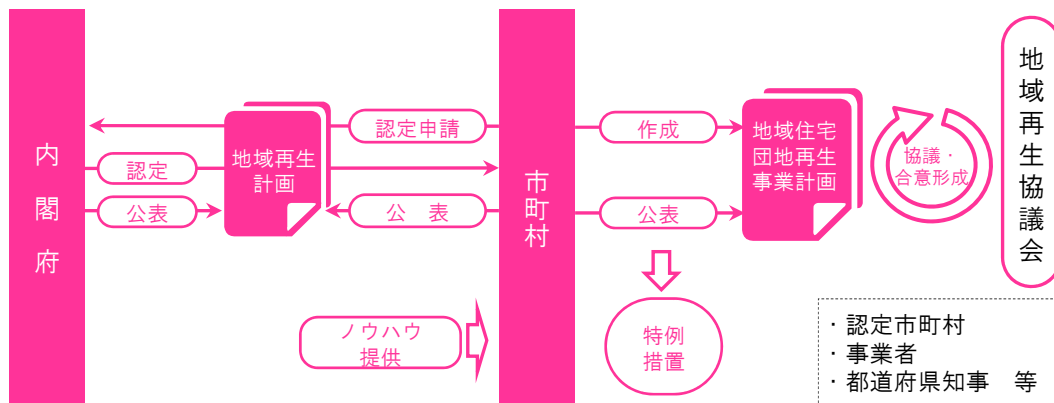 内閣府
認定申請
認定
公表
地域再生
計画
公　表
市町村
ノウハウ
提供
作成
公表
地域住宅
団地再生
事業計画
協議・
合意形成
地域再生協議会
特例
措置
・認定市町村
・事業者
・都道府県知事　等